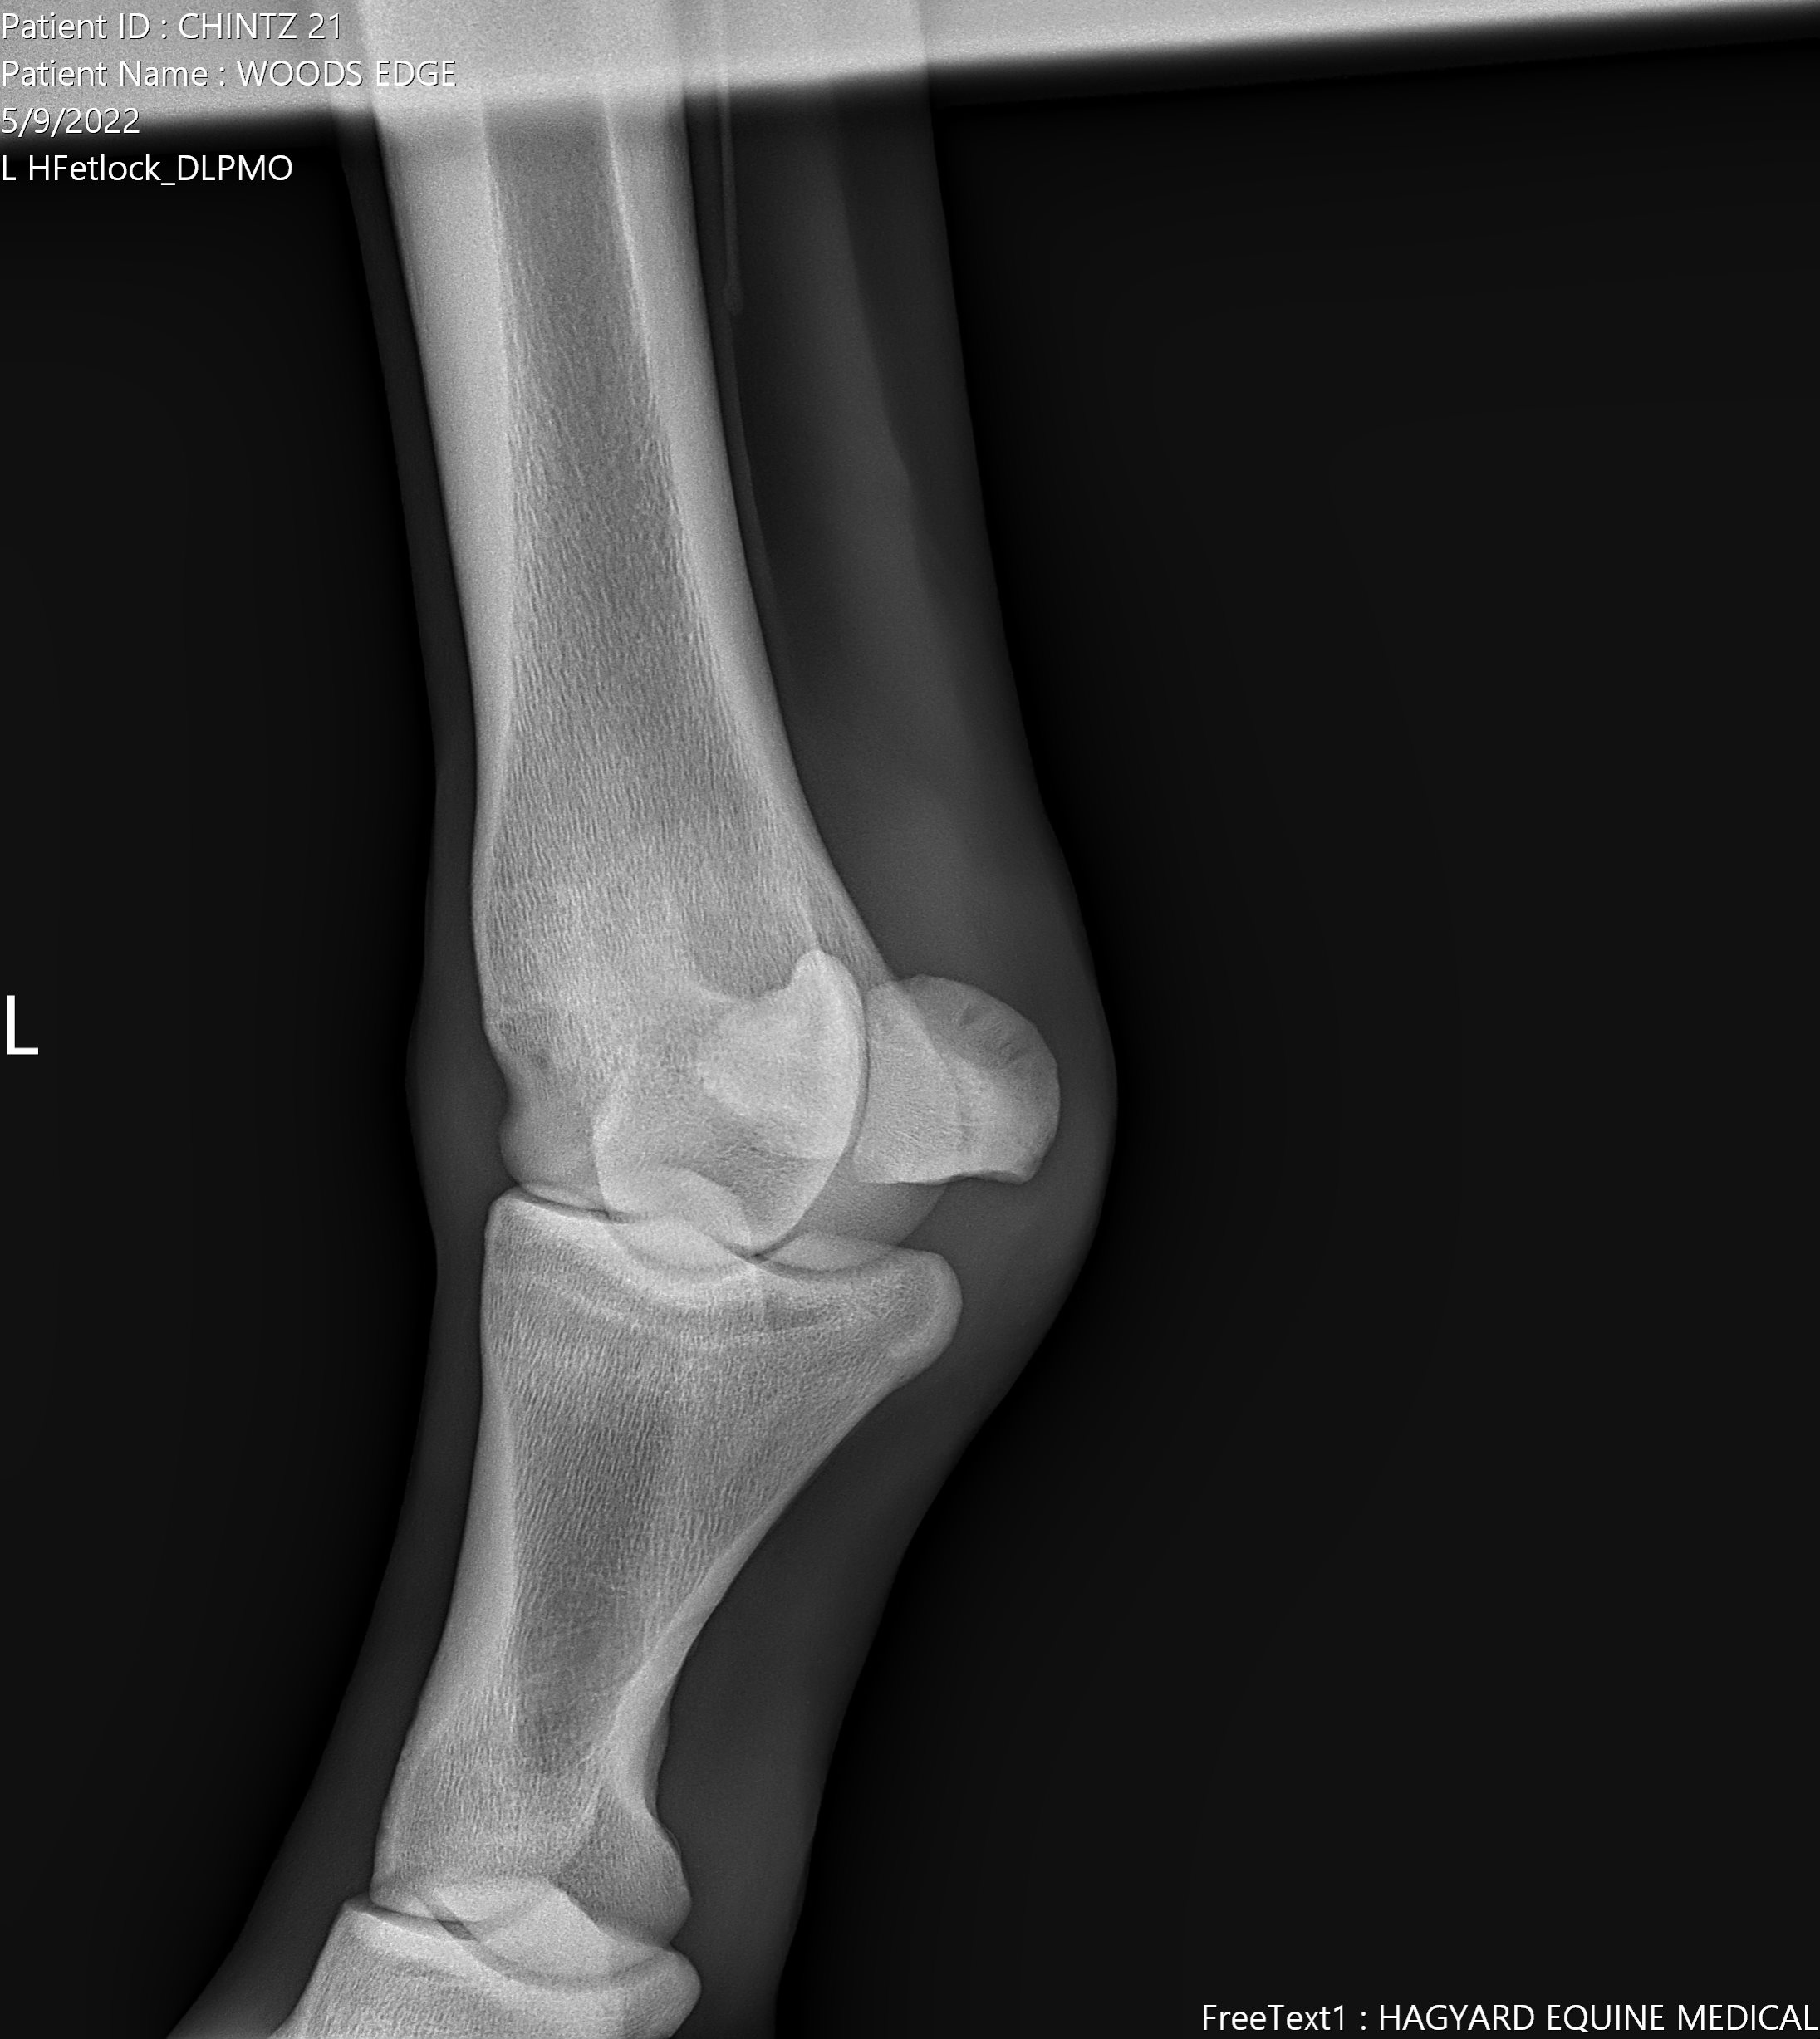 Patient ID : CHINTZ 21
Patient Name : WOODS EDGE
5/9/2022
L HFetlock_DLPMO
L
FreeText1 : HAGYARD EQUINE MEDICAL